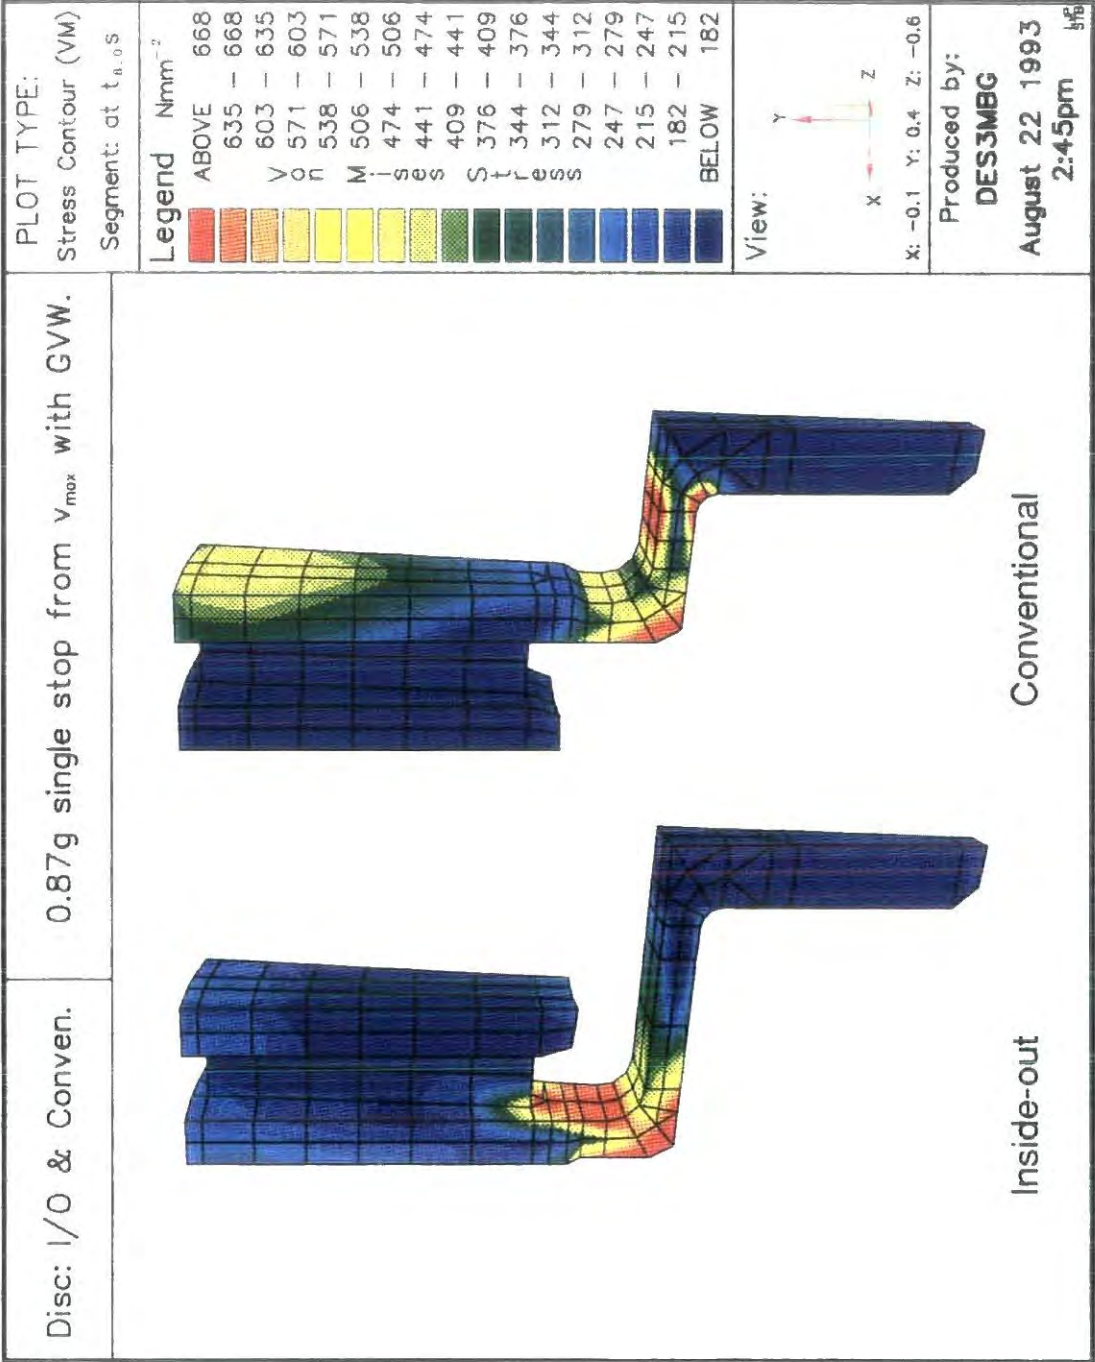 Disc: I/O & Conven.
0.87g single stop from vmax with GVW.
PLOT TYPE:
Stress Contour (VM)
Legend Nmm⁻²
Von Mises Stress
ABOVE 668
635 – 668
603 – 635
571 – 603
538 – 571
506 – 538
474 – 506
441 – 474
409 – 441
376 – 409
344 – 376
312 – 344
279 – 312
247 – 279
215 – 247
182 – 215
BELOW 182
View:
Y
X
Z
X: -0.1 Y: 0.4 Z: -0.6
Produced by:
DES3MBG
August 22 1993
2:45pm
Inside-out
Conventional
Segment: at